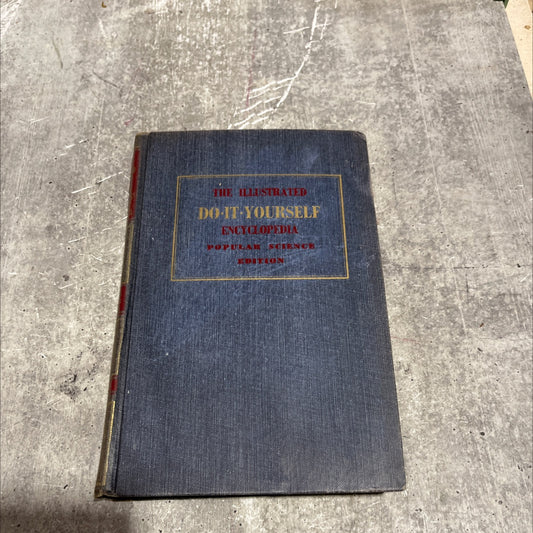 THE ILLUSTRATED
DO·IT·YOURSELF
ENCYCLOPEDIA
POPULAR SCIENCE
EDITION